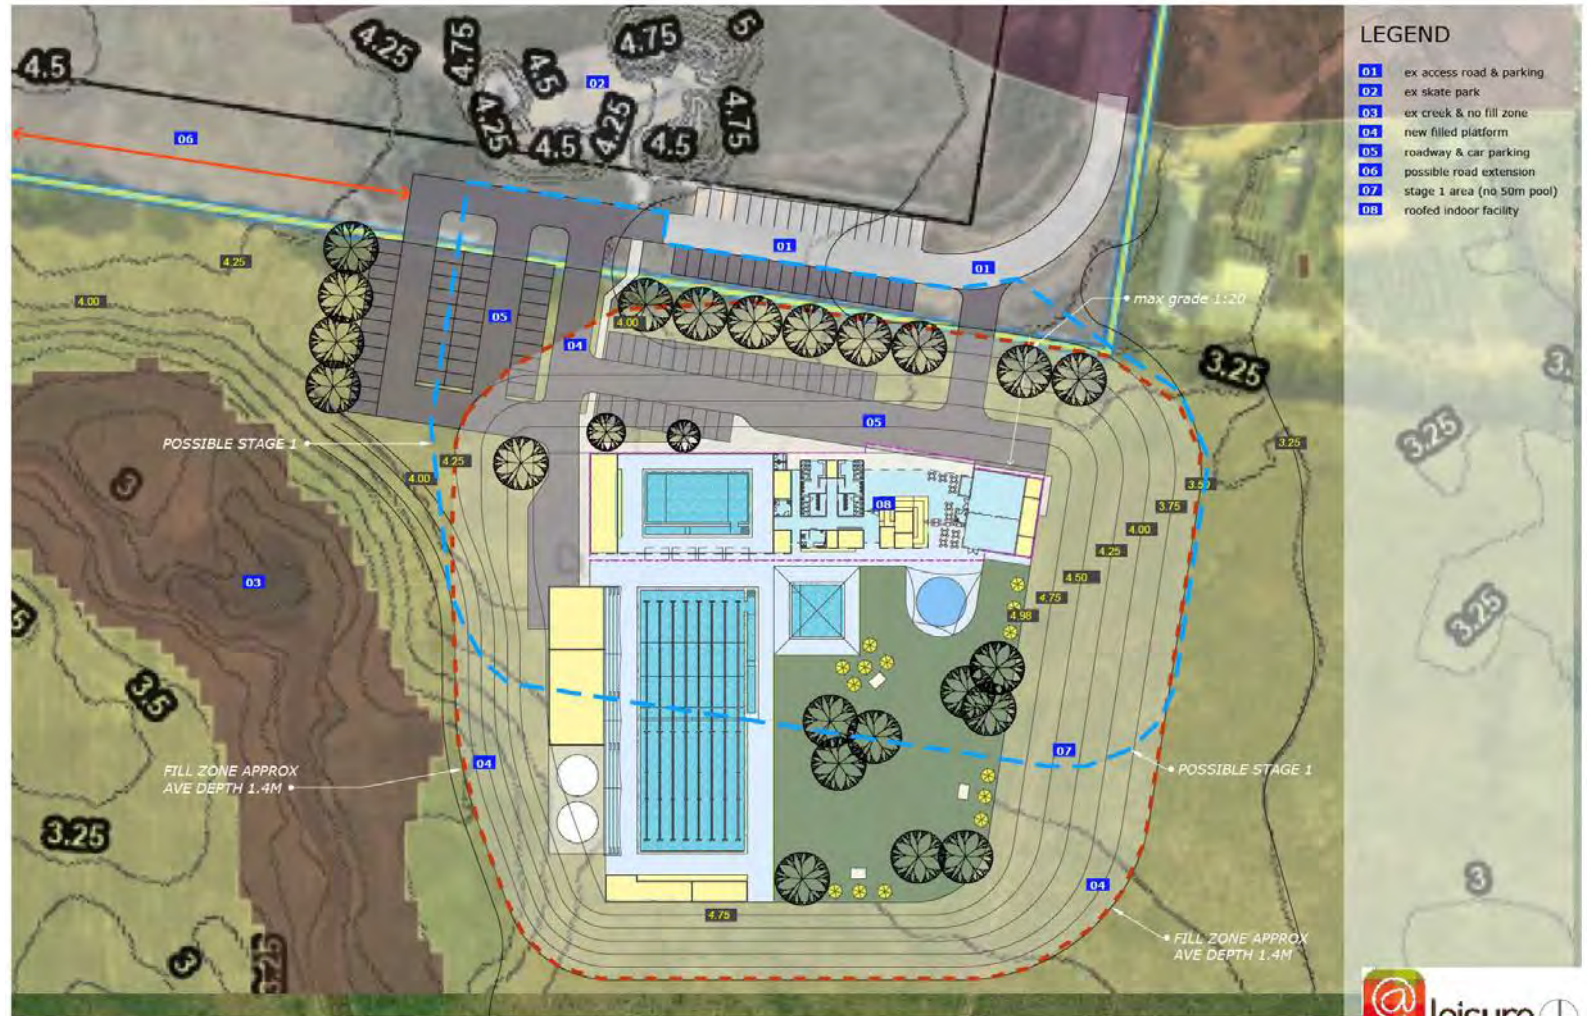 4.5
4.25
4.75
4.5
4.75
5
02
4.25
4.5
4.25
4.5
4.75
06
01
01
4.25
4.00
05
4.00
04
max grade 1:20
3.25
POSSIBLE STAGE 1
05
3.25
4.25
4.00
3
08
3.75
4.00
4.25
4.50
4.75
4.98
03
3.5
04
07
POSSIBLE STAGE 1
FILL ZONE APPROX
AVE DEPTH 1.4M
3.25
04
4.75
FILL ZONE APPROX
AVE DEPTH 1.4M
3
3.25
LEGEND
01 ex access road & parking
02 ex skate park
03 ex creek & no fill zone
04 new filled platform
05 roadway & car parking
06 possible road extension
07 stage 1 area (no 50m pool)
08 roofed indoor facility
3.25
3.25
3
@leisure